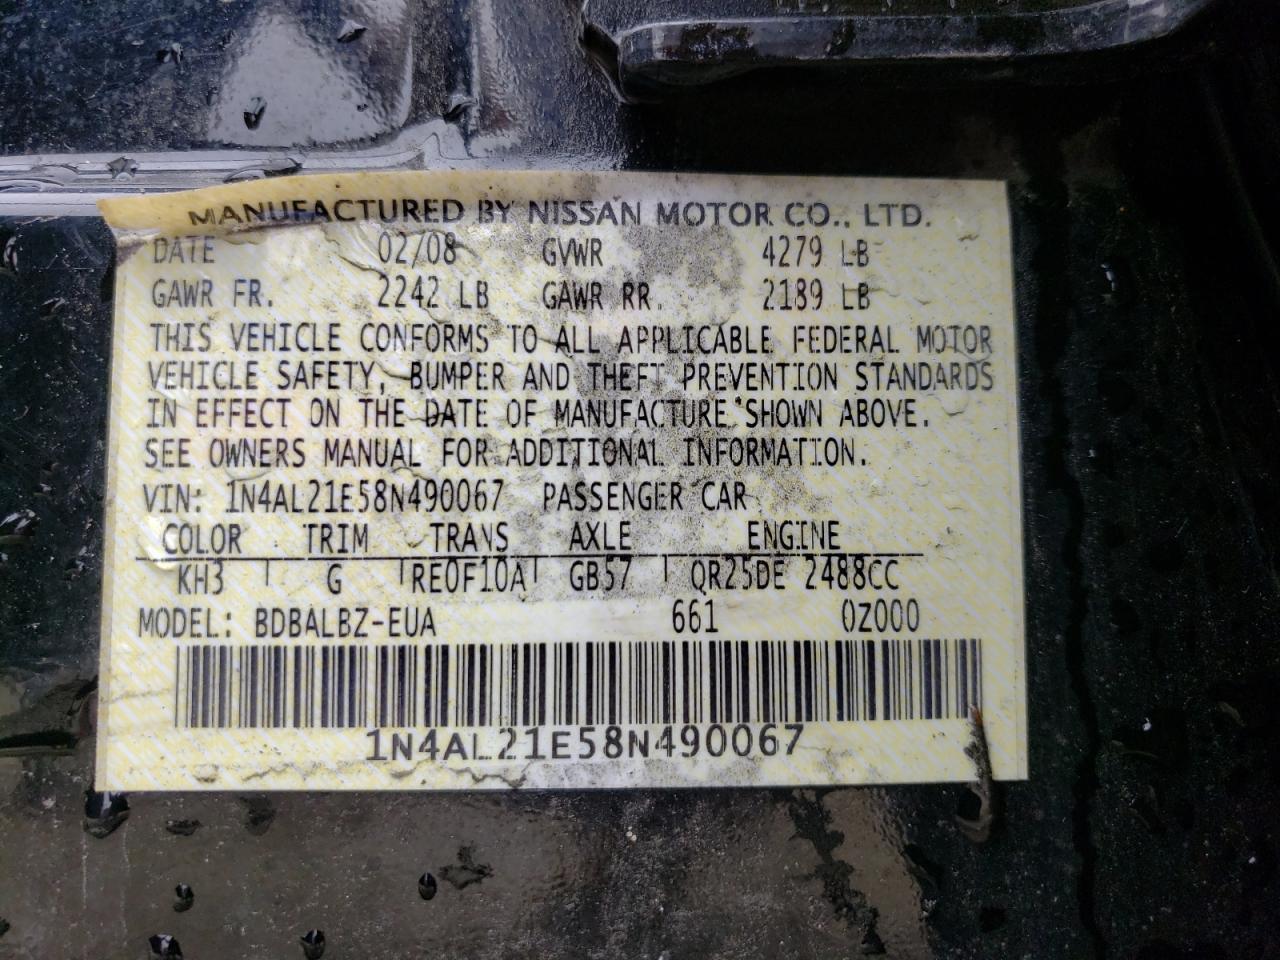 MANUFACTURED BY NISSAN MOTOR CO., LTD.
DATE 02/08 GVWR 4279 LB
GAWR FR. 2242 LB GAWR RR. 2189 LB
THIS VEHICLE CONFORMS TO ALL APPLICABLE FEDERAL MOTOR
VEHICLE SAFETY, BUMPER AND THEFT PREVENTION STANDARDS
IN EFFECT ON THE DATE OF MANUFACTURE SHOWN ABOVE.
SEE OWNERS MANUAL FOR ADDITIONAL INFORMATION.
VIN: 1N4AL21E58N490067 PASSENGER CAR
COLOR TRIM TRANS AXLE ENGINE
KH3 G RE0F10A GB57 QR25DE 2488CC
MODEL: BDBALBZ-EUA 661 0Z000
1N4AL21E58N490067